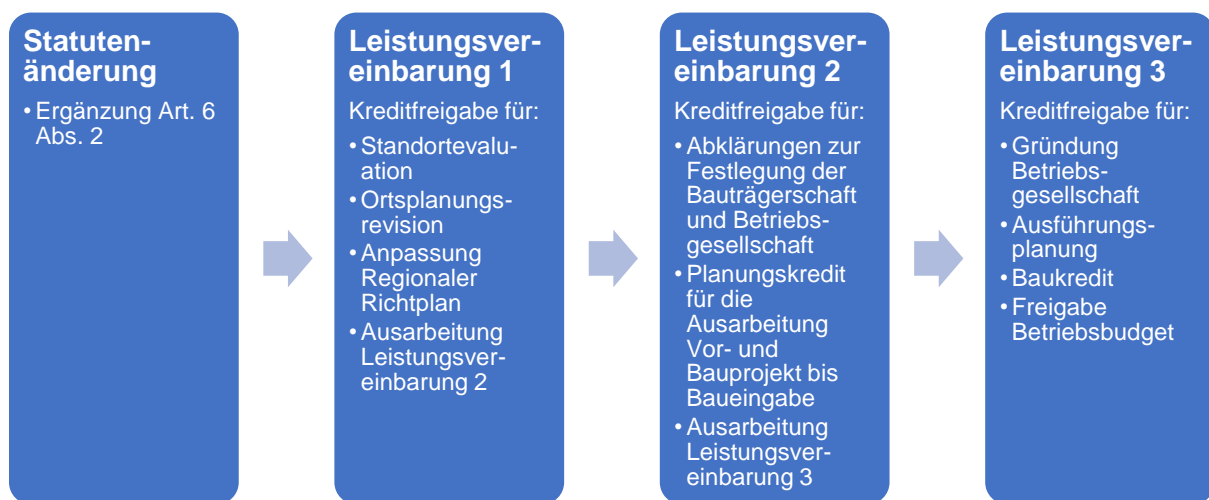 Statuten-
änderung
• Ergänzung Art. 6
Abs. 2
Leistungsver-
einbarung 1
Kreditfreigabe für:
• Standortevalu-
ation
• Ortsplanungs-
revision
• Anpassung
Regionaler
Richtplan
• Ausarbeitung
Leistungsver-
einbarung 2
Leistungsver-
einbarung 2
Kreditfreigabe für:
• Abklärungen zur
Festlegung der
Bauträgerschaft
und Betriebs-
gesellschaft
• Planungskredit
für die
Ausarbeitung
Vor- und
Bauprojekt bis
Baueingabe
• Ausarbeitung
Leistungsver-
einbarung 3
Leistungsver-
einbarung 3
Kreditfreigabe für:
• Gründung
Betriebs-
gesellschaft
• Ausführungs-
planung
• Baukredit
• Freigabe
Betriebsbudget